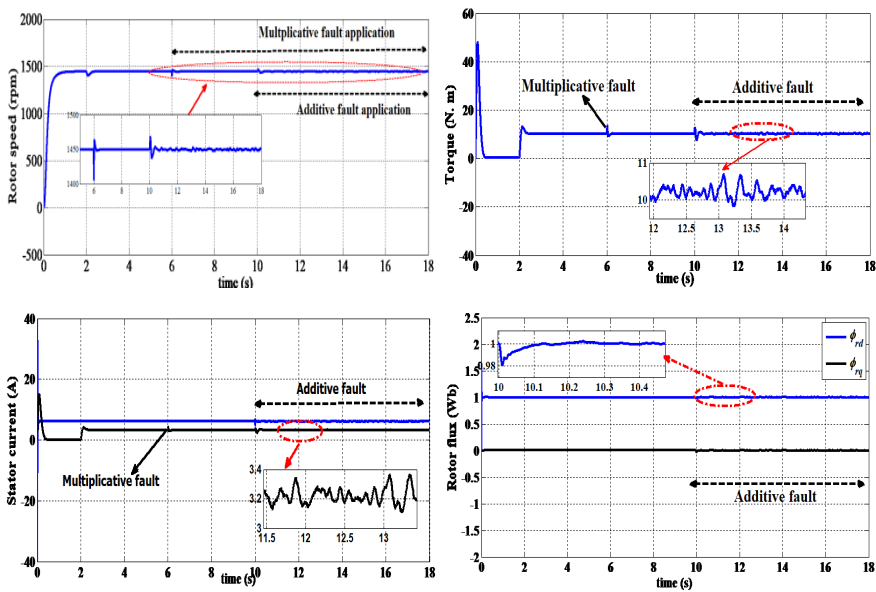 Multiplicative fault application
Additive fault application
Rotor speed (rpm)
2000
1500
1000
500
0
-500
1500
1450
1400
6 8 10 12 14 16 18
0 2 4 6 8 10 12 14 16 18
time (s)
Multiplicative fault
Additive fault
Torque (N. m)
60
40
20
0
-20
-40
11
10
12 12.5 13 13.5 14
0 2 4 6 8 10 12 14 16 18
time (s)
Additive fault
Multiplicative fault
Stator current (A)
40
20
0
-20
-40
3.4
3.2
3
11.5 12 12.5 13
0 2 4 6 8 10 12 14 16 18
time (s)
Rotor flux (Wb)
2.5
2
1.5
1
0.5
0
-0.5
-1
-1.5
2
1
0.98
10 10.1 10.2 10.3 10.4
ϕrd
ϕrq
Additive fault
0 2 4 6 8 10 12 14 16 18
time (s)